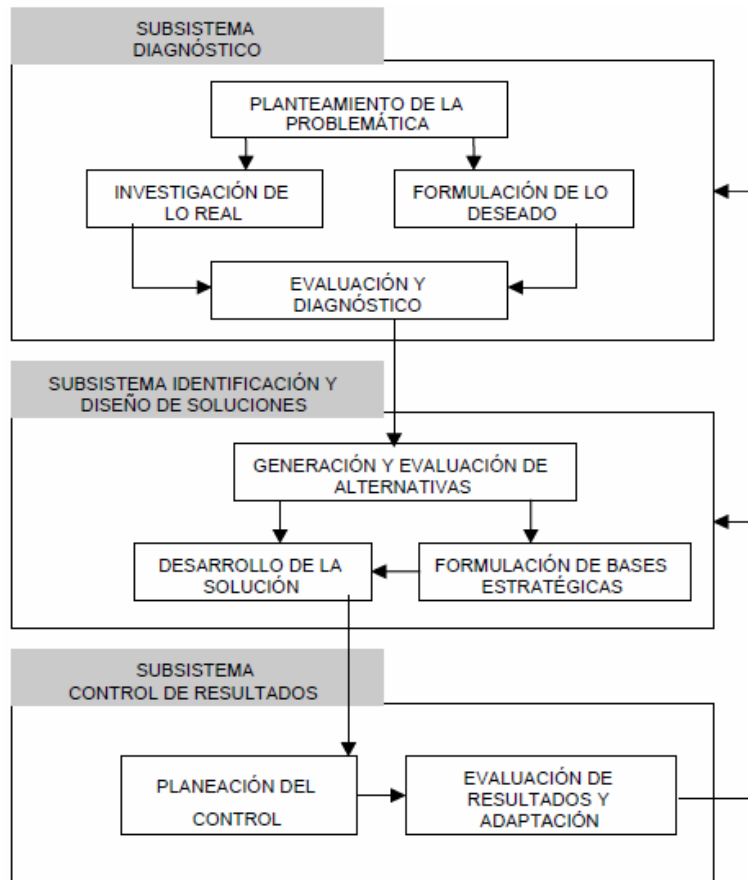 SUBSISTEMA
DIAGNÓSTICO
PLANTEAMIENTO DE LA
PROBLEMÁTICA
INVESTIGACIÓN DE
LO REAL
FORMULACIÓN DE LO
DESEADO
EVALUACIÓN Y
DIAGNÓSTICO
SUBSISTEMA IDENTIFICACIÓN Y
DISEÑO DE SOLUCIONES
GENERACIÓN Y EVALUACIÓN DE
ALTERNATIVAS
DESARROLLO DE LA
SOLUCIÓN
FORMULACIÓN DE BASES
ESTRATÉGICAS
SUBSISTEMA
CONTROL DE RESULTADOS
PLANEACIÓN DEL
CONTROL
EVALUACIÓN DE
RESULTADOS Y
ADAPTACIÓN